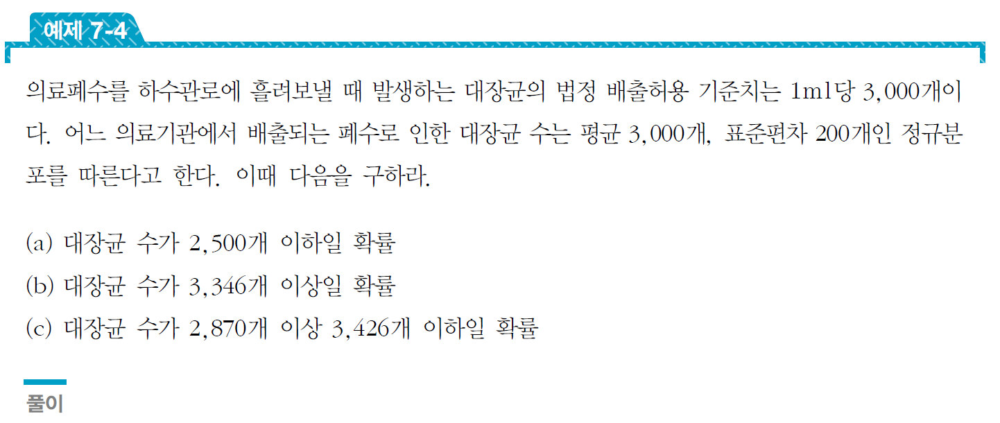 예제 7-4
의료폐수를 하수관로에 흘려보낼 때 발생하는 대장균의 법정 배출허용 기준치는 1ml당 3,000개이
다. 어느 의료기관에서 배출되는 폐수로 인한 대장균 수는 평균 3,000개, 표준편차 200개인 정규분
포를 따른다고 한다. 이때 다음을 구하라.
(a) 대장균 수가 2,500개 이하일 확률
(b) 대장균 수가 3,346개 이상일 확률
(c) 대장균 수가 2,870개 이상 3,426개 이하일 확률
풀이